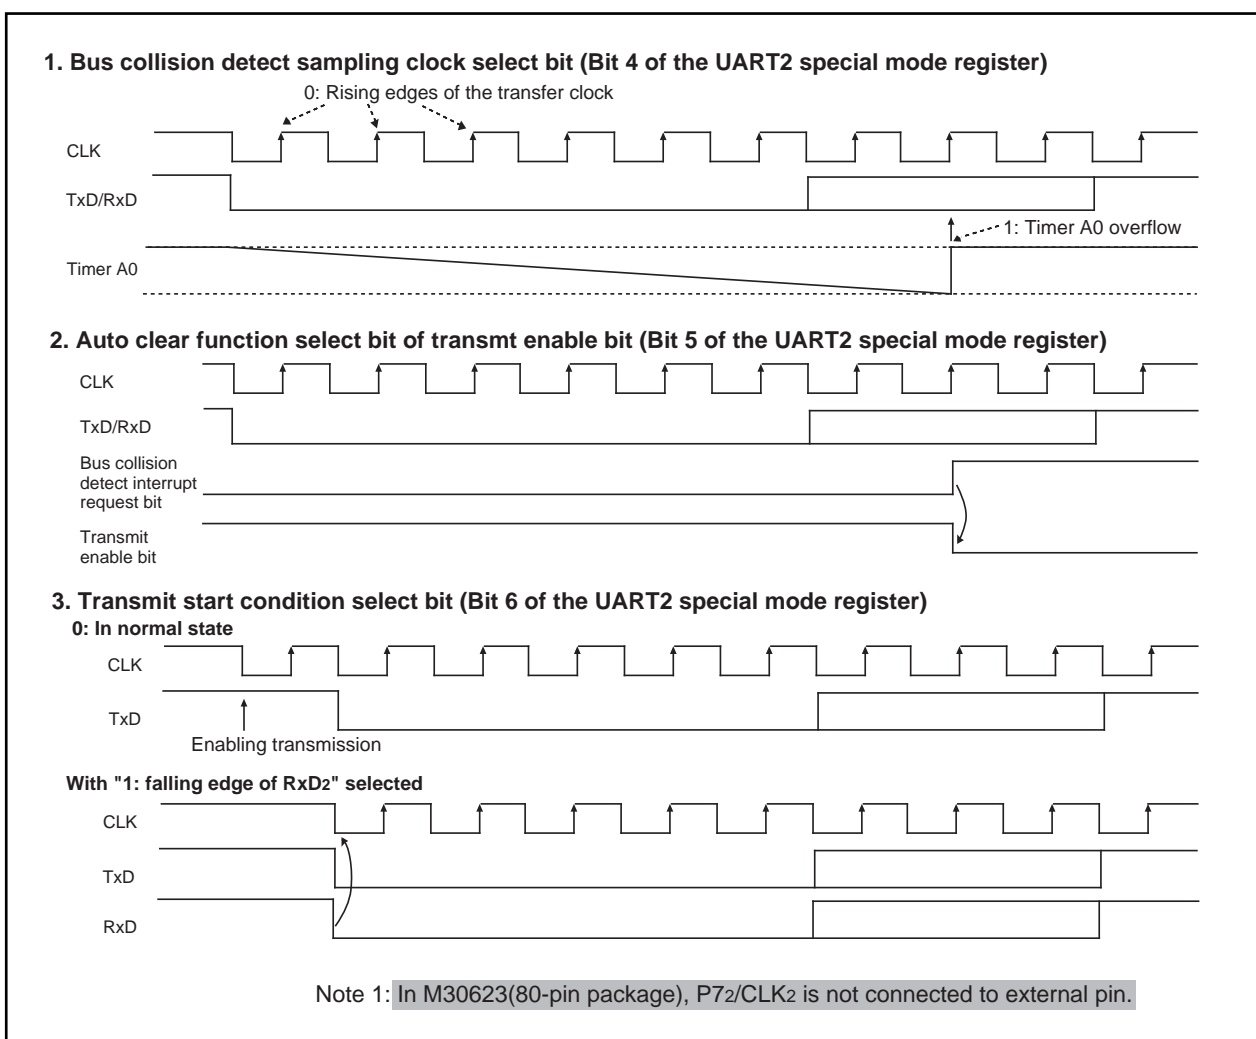 1. Bus collision detect sampling clock select bit (Bit 4 of the UART2 special mode register)
0: Rising edges of the transfer clock
CLK
TxD/RxD
1: Timer A0 overflow
Timer A0
2. Auto clear function select bit of transmt enable bit (Bit 5 of the UART2 special mode register)
CLK
TxD/RxD
Bus collision
detect interrupt
request bit
Transmit
enable bit
3. Transmit start condition select bit (Bit 6 of the UART2 special mode register)
0: In normal state
CLK
TxD
Enabling transmission
With "1: falling edge of RxD2" selected
CLK
TxD
RxD
Note 1: In M30623(80-pin package), P72/CLK2 is not connected to external pin.